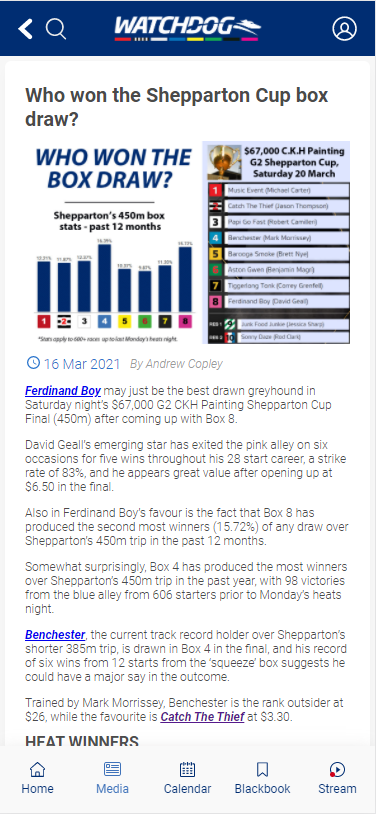 WATCHDOG
Who won the Shepparton Cup box
draw?
WHO WON THE
BOX DRAW?
Shepparton's 450m box
stats - past 12 months
16.20%
15.72%
1 2 3 4 5 6 7 8
*Stats apply to 600+ races up to last Monday's heats night.
$67,000 C.K.H Painting
G2 Shepparton Cup,
Saturday 20 March
1 Music Event (Michael Carter)
2 Catch The Thief (Jason Thompson)
3 Papi Go Fast (Robert Camilleri)
4 Benchester (Mark Morrissey)
5 Barooga Smoke (Brett Nye)
6 Aston Gwen (Benjamin Magri)
7 Tiggerlong Tonk (Correy Grenfell)
8 Ferdinand Boy (David Geall)
RES 1 9 Junk Food Junkie (Jessica Sharp)
RES 2 10 Sonny Daze (Rod Clark)
16 Mar 2021 By Andrew Copley
Ferdinand Boy may just be the best drawn greyhound in
Saturday night's $67,000 G2 CKH Painting Shepparton Cup
Final (450m) after coming up with Box 8.
David Geall's emerging star has exited the pink alley on six
occasions for five wins throughout his 28 start career, a strike
rate of 83%, and he appears great value after opening up at
$6.50 in the final.
Also in Ferdinand Boy's favour is the fact that Box 8 has
produced the second most winners (15.72%) of any draw over
Shepparton's 450m trip in the past 12 months.
Somewhat surprisingly, Box 4 has produced the most winners
over Shepparton's 450m trip in the past year, with 98 victories
from the blue alley from 606 starters prior to Monday's heats
night.
Benchester, the current track record holder over Shepparton's
shorter 385m trip, is drawn in Box 4 in the final, and his record
of six wins from 12 starts from the 'squeeze' box suggests he
could have a major say in the outcome.
Trained by Mark Morrissey, Benchester is the rank outsider at
$26, while the favourite is Catch The Thief at $3.30.
HEAT WINNERS
Home Media Calendar Blackbook Stream